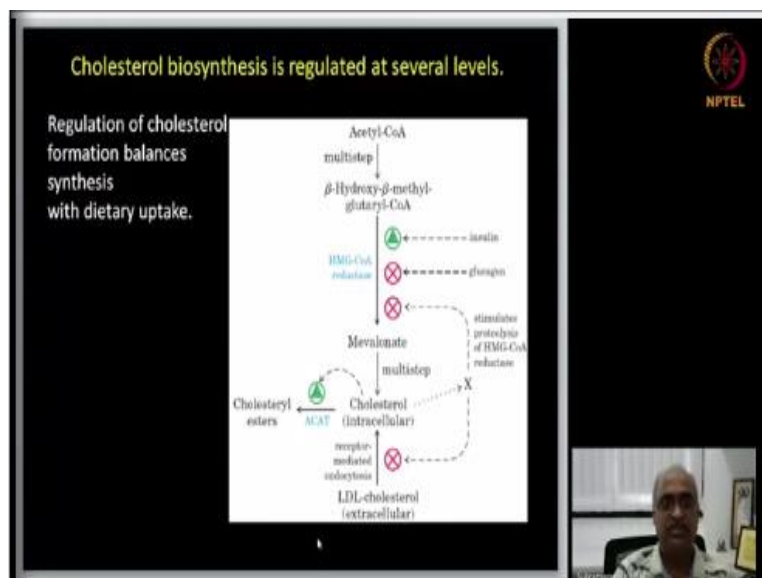 Cholesterol biosynthesis is regulated at several levels.
NPTEL
Regulation of cholesterol
formation balances
synthesis
with dietary uptake.
Acetyl-CoA
multistep
β-Hydroxy-β-methyl-
glutaryl-CoA
insulin
HMG-CoA
reductase
glucagon
stimulates
proteolysis
of HMG-CoA
reductase
Mevalonate
multistep
X
Cholesteryl
esters
ACAT
Cholesterol
(intracellular)
receptor-
mediated
endocytosis
LDL-cholesterol
(extracellular)